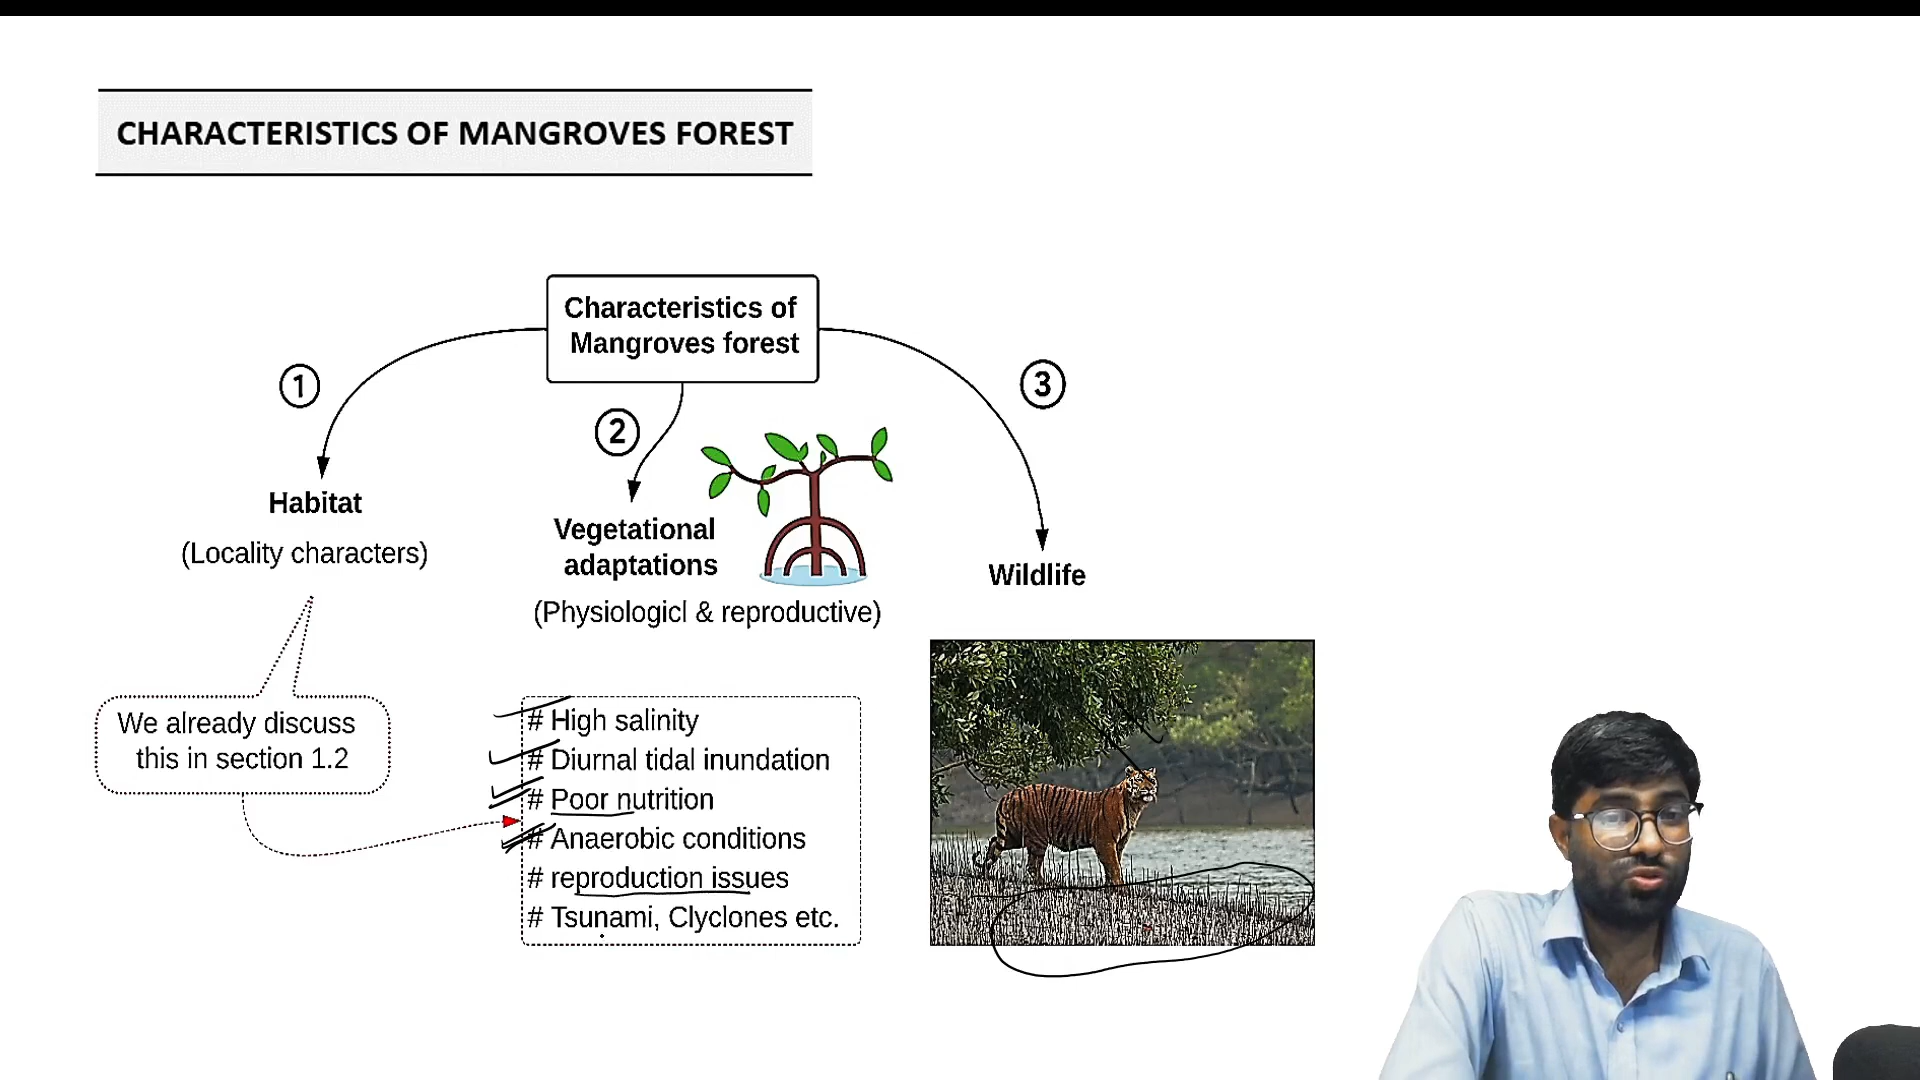 CHARACTERISTICS OF MANGROVES FOREST
Characteristics of
Mangroves forest
1
2
3
Habitat
(Locality characters)
Vegetational
adaptations
(Physiologicl & reproductive)
Wildlife
We already discuss
this in section 1.2
# High salinity
# Diurnal tidal inundation
# Poor nutrition
# Anaerobic conditions
# reproduction issues
# Tsunami, Clyclones etc.